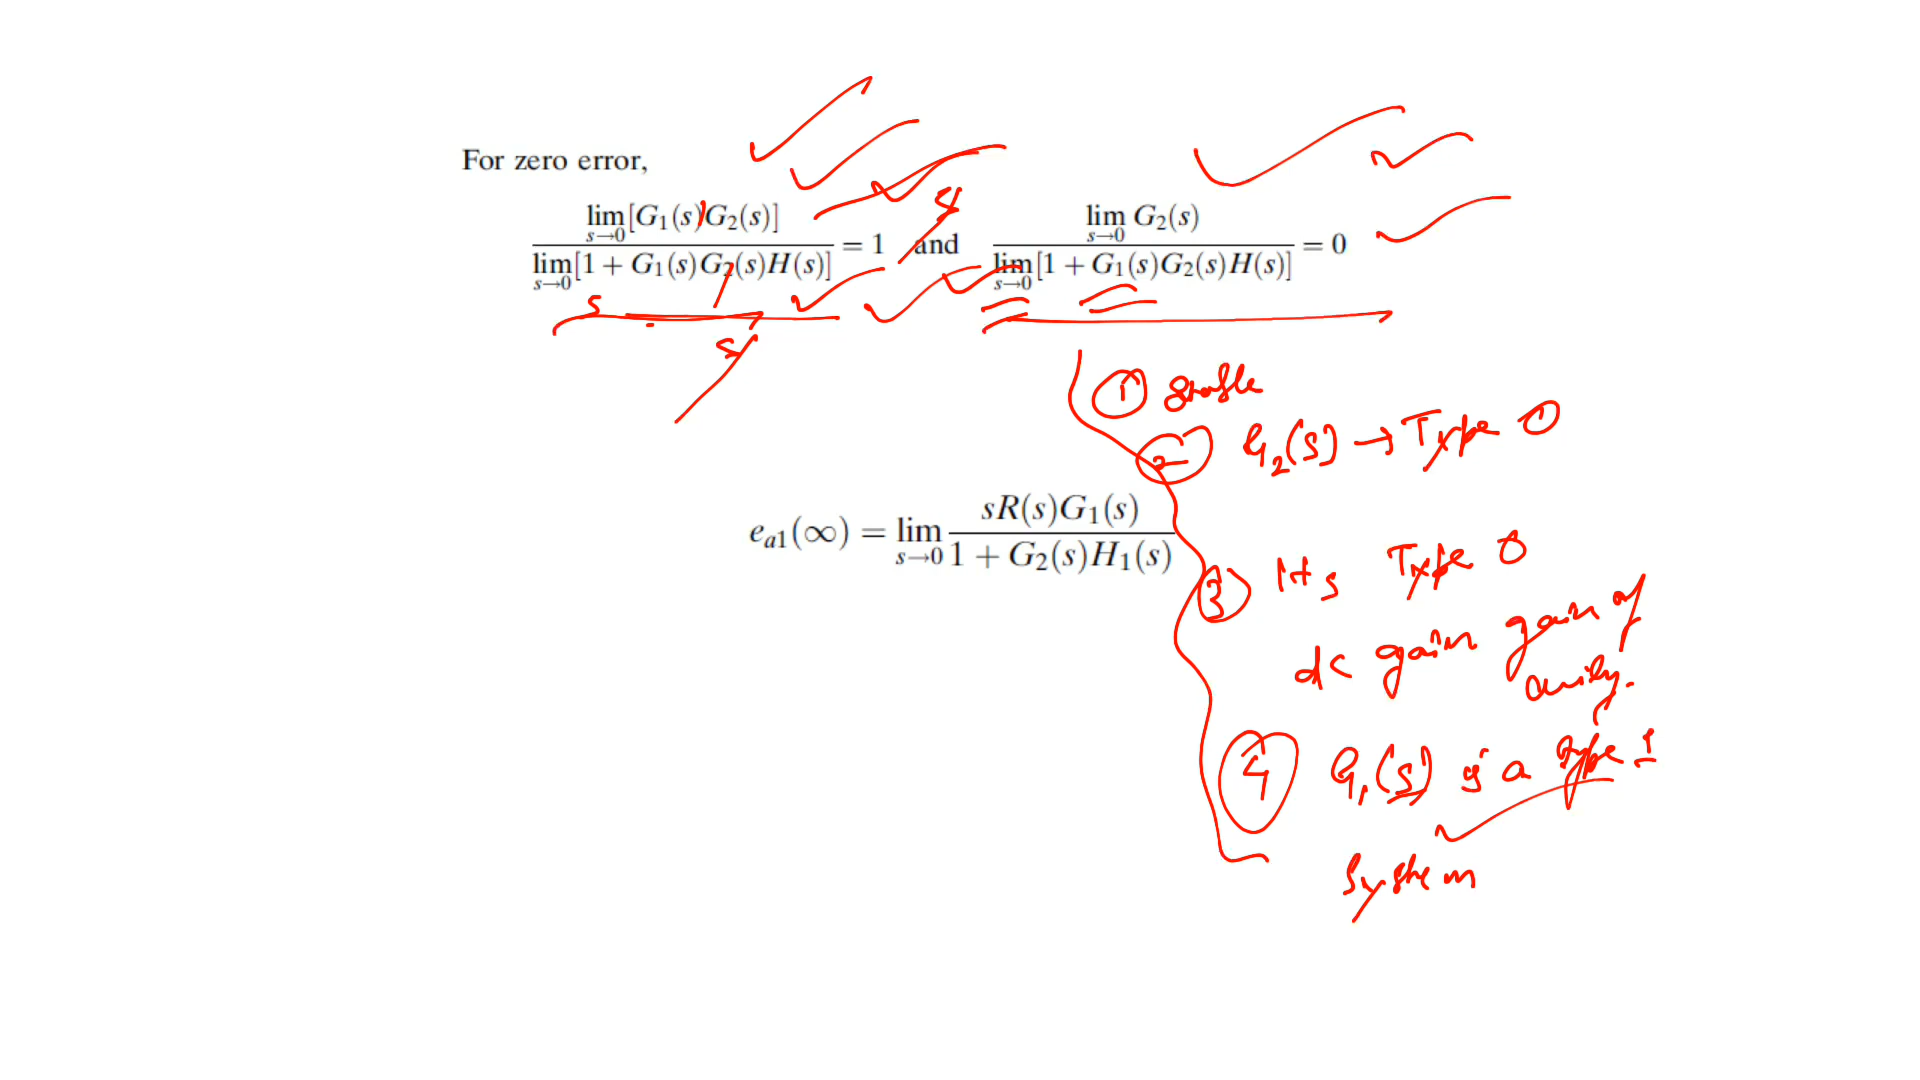 For zero error,
lim s→0 [G₁(s)G₂(s)] / lim s→0 [1 + G₁(s)G₂(s)H(s)] = 1 and lim s→0 G₂(s) / lim s→0 [1 + G₁(s)G₂(s)H(s)] = 0
s
s
① stable
② G₂(s) → Type 0
eₐ₁(∞) = lim s→0 sR(s)G₁(s) / 1 + G₂(s)H₁(s)
③ Hs Type 0
dc gain gain of
unity.
④ G₁(s) is a type 1
system